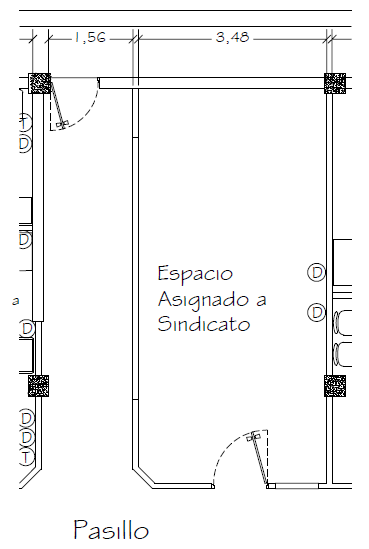 1,56
3,48
T
D
D
D
Espacio
Asignado a
Sindicato
a
D
D
D
D
T
Pasillo